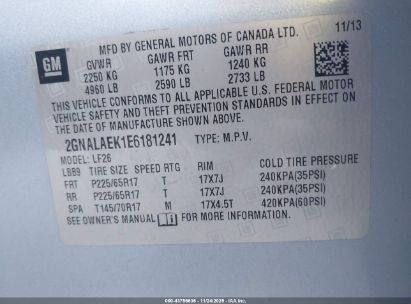 MFD BY GENERAL MOTORS OF CANADA LTD. 11/13
GM GVWR GAWR FRT GAWR RR
2250 KG 1175 KG 1240 KG
4960 LB 2590 LB 2733 LB
THIS VEHICLE CONFORMS TO ALL APPLICABLE U.S. FEDERAL MOTOR
VEHICLE SAFETY AND THEFT PREVENTION STANDARDS IN EFFECT ON
THE DATE OF MANUFACTURE SHOWN ABOVE.
2GNALAEK1E6181241 TYPE: M.P.V.
MODEL: LF26
LBB9 TIRE SIZE SPEED RTG RIM COLD TIRE PRESSURE
FRT P225/65R17 T 17X7J 240KPA(35PSI)
RR P225/65R17 T 17X7J 240KPA(35PSI)
SPA T145/70R17 M 17X4.5T 420KPA(60PSI)
SEE OWNER'S MANUAL FOR MORE INFORMATION.